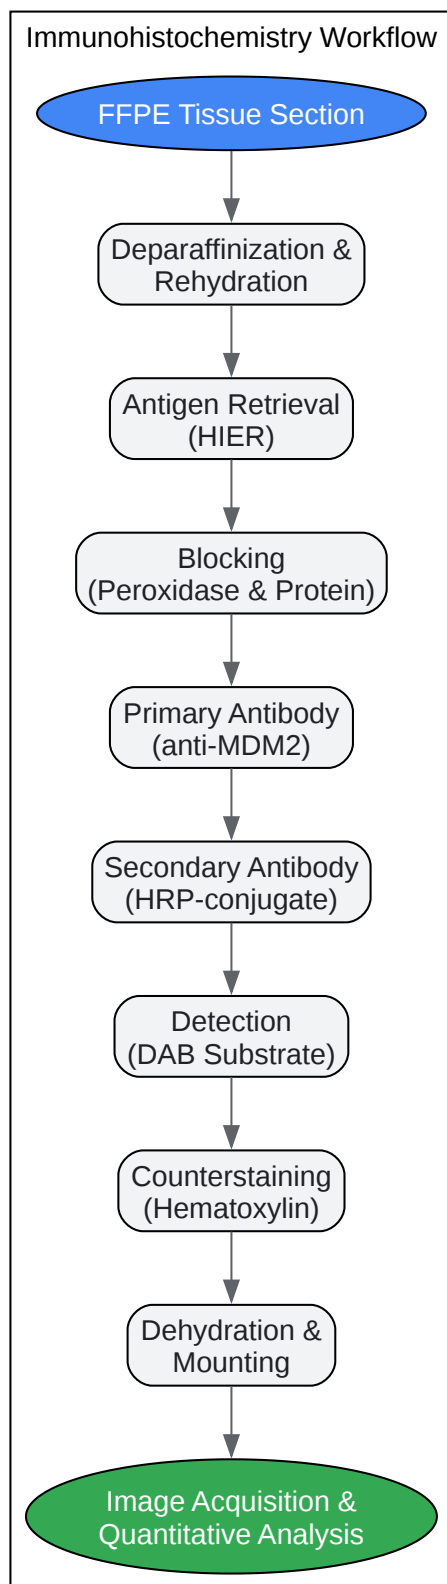 Immunohistochemistry Workflow
FFPE Tissue Section
Deparaffinization &
Rehydration
Antigen Retrieval
(HIER)
Blocking
(Peroxidase & Protein)
Primary Antibody
(anti-MDM2)
Secondary Antibody
(HRP-conjugate)
Detection
(DAB Substrate)
Counterstaining
(Hematoxylin)
Dehydration &
Mounting
Image Acquisition &
Quantitative Analysis